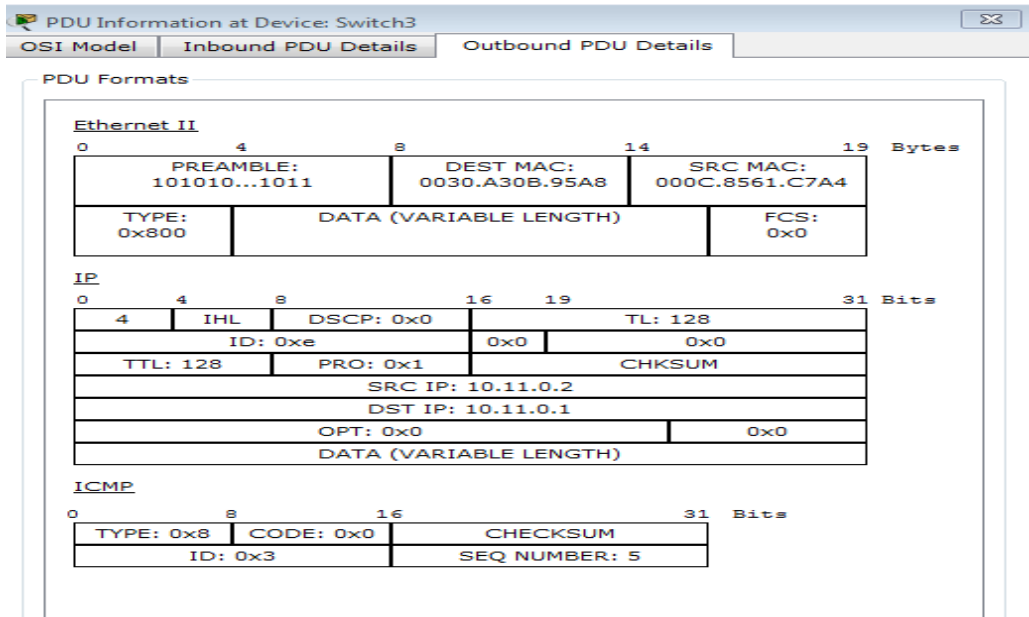 PDU Information at Device: Switch3
OSI Model Inbound PDU Details Outbound PDU Details
PDU Formats
Ethernet II
0 4 8 14 19 Bytes
PREAMBLE: DEST MAC: SRC MAC:
101010...1011 0030.A30B.95A8 000C.8561.C7A4
TYPE: DATA (VARIABLE LENGTH) FCS:
0x800 0x0
IP
0 4 8 16 19 31 Bits
4 IHL DSCP: 0x0 TL: 128
ID: 0xe 0x0 0x0
TTL: 128 PRO: 0x1 CHKSUM
SRC IP: 10.11.0.2
DST IP: 10.11.0.1
OPT: 0x0 0x0
DATA (VARIABLE LENGTH)
ICMP
0 8 16 31 Bits
TYPE: 0x8 CODE: 0x0 CHECKSUM
ID: 0x3 SEQ NUMBER: 5